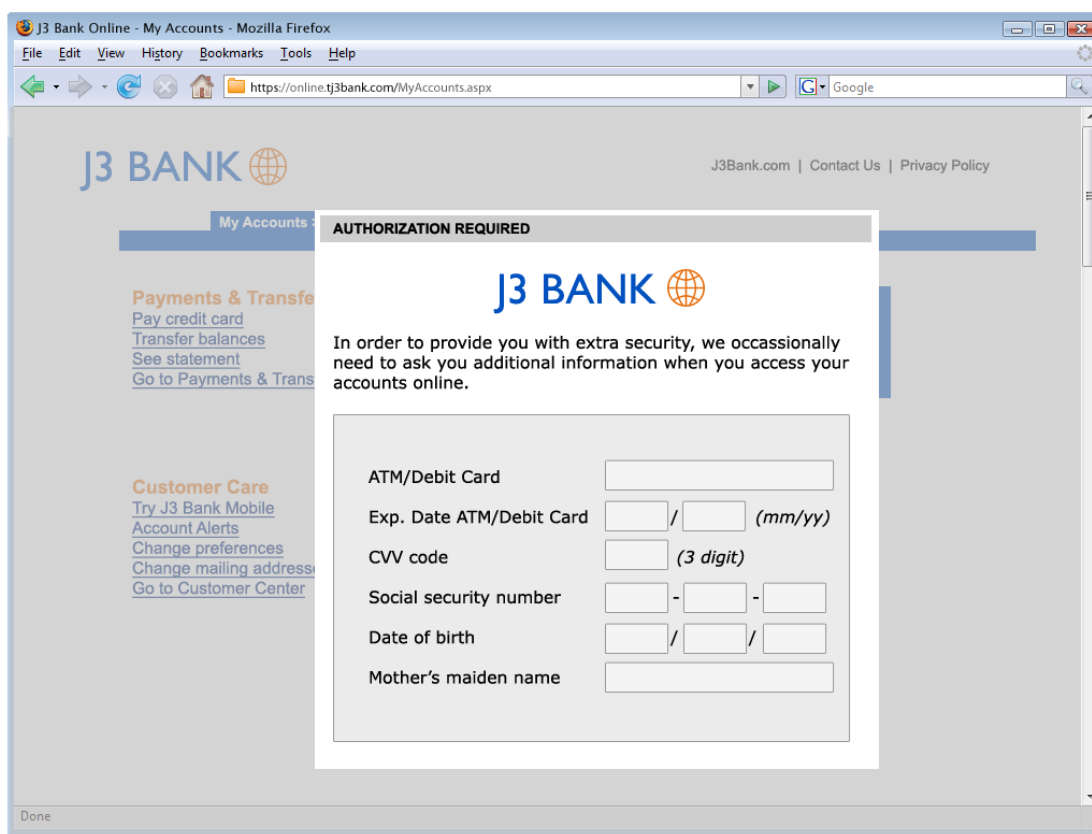 J3 Bank Online - My Accounts - Mozilla Firefox
File Edit View History Bookmarks Tools Help
https://online.tj3bank.com/MyAccounts.aspx
G Google
J3 BANK
J3Bank.com | Contact Us | Privacy Policy
My Accounts
AUTHORIZATION REQUIRED
J3 BANK
In order to provide you with extra security, we occassionally
need to ask you additional information when you access your
accounts online.
ATM/Debit Card
Exp. Date ATM/Debit Card / (mm/yy)
CVV code (3 digit)
Social security number - -
Date of birth / /
Mother's maiden name
Payments & Transfe
Pay credit card
Transfer balances
See statement
Go to Payments & Trans
Customer Care
Try J3 Bank Mobile
Account Alerts
Change preferences
Change mailing addresse
Go to Customer Center
Done